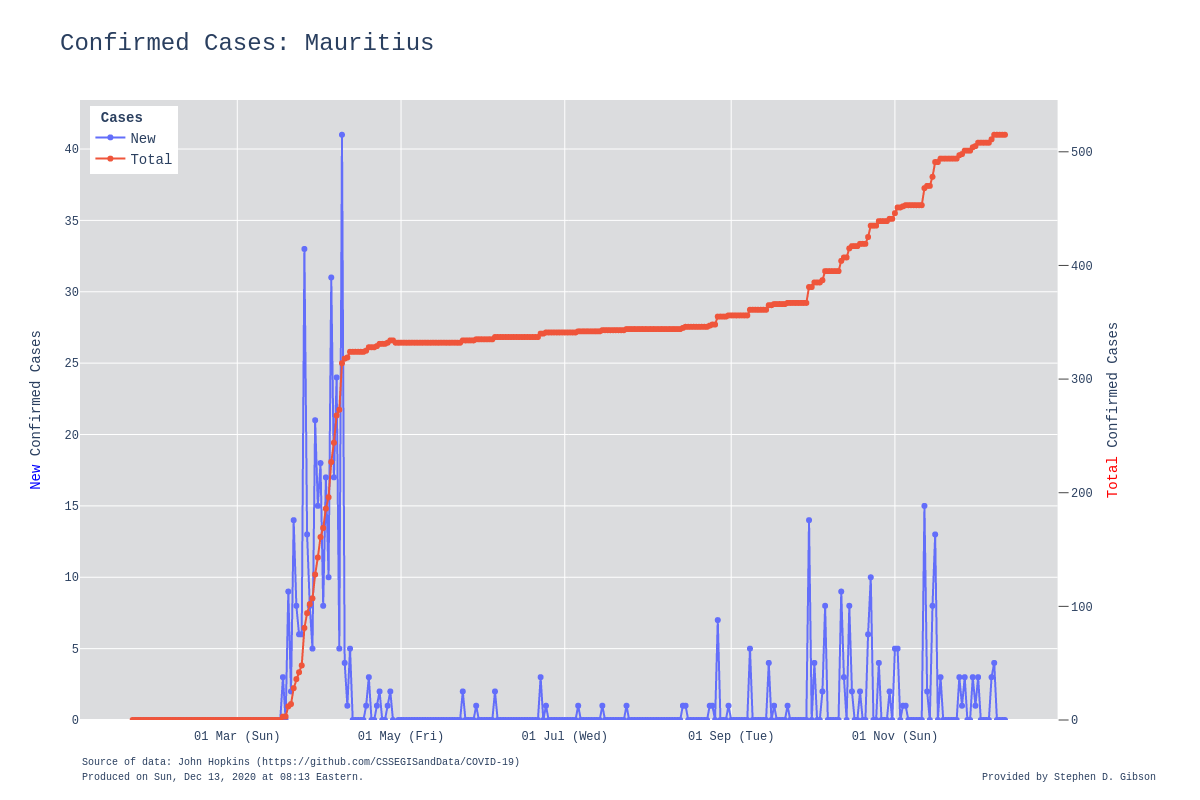 Confirmed Cases: Mauritius
Cases
New
Total
40
35
30
25
20
15
10
5
0
500
400
300
200
100
0
New Confirmed Cases
Total Confirmed Cases
01 Mar (Sun)
01 May (Fri)
01 Jul (Wed)
01 Sep (Tue)
01 Nov (Sun)
Source of data: John Hopkins (https://github.com/CSSEGISandData/COVID-19)
Produced on Sun, Dec 13, 2020 at 08:13 Eastern.
Provided by Stephen D. Gibson